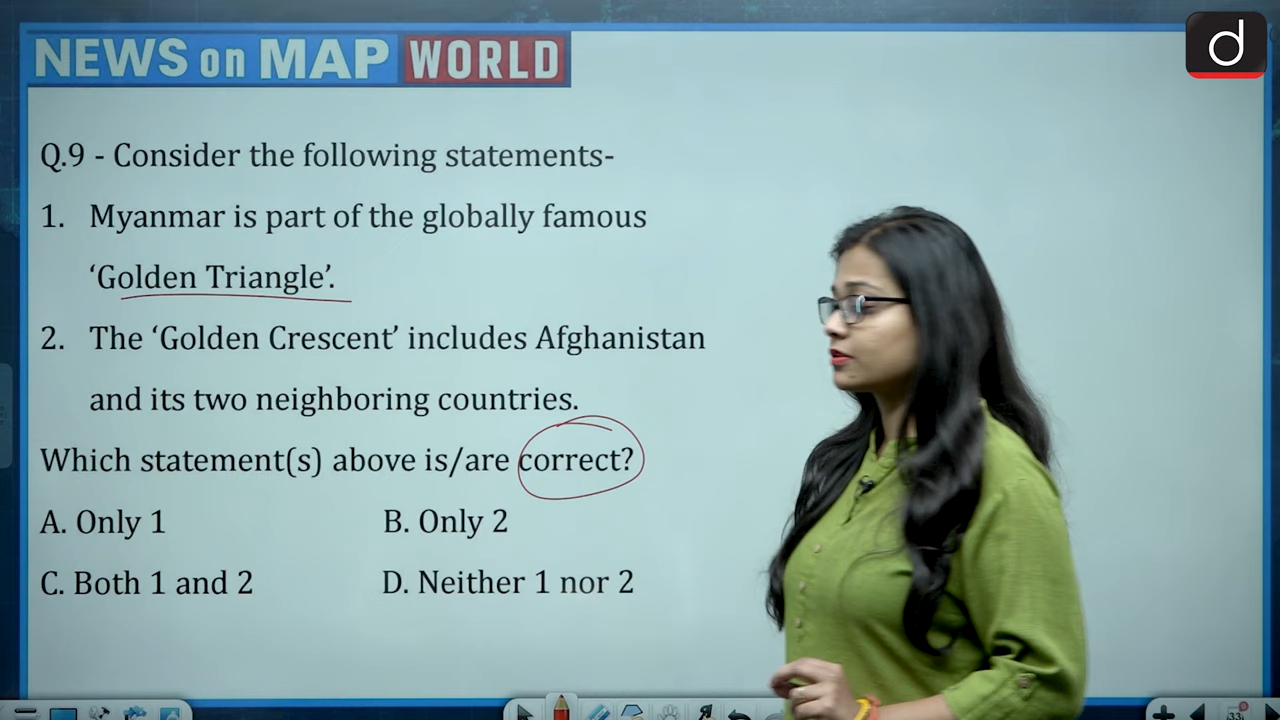 NEWS on MAP WORLD
d
Q.9 - Consider the following statements-
1. Myanmar is part of the globally famous
‘Golden Triangle’.
2. The ‘Golden Crescent’ includes Afghanistan
and its two neighboring countries.
Which statement(s) above is/are correct?
A. Only 1 B. Only 2
C. Both 1 and 2 D. Neither 1 nor 2
33